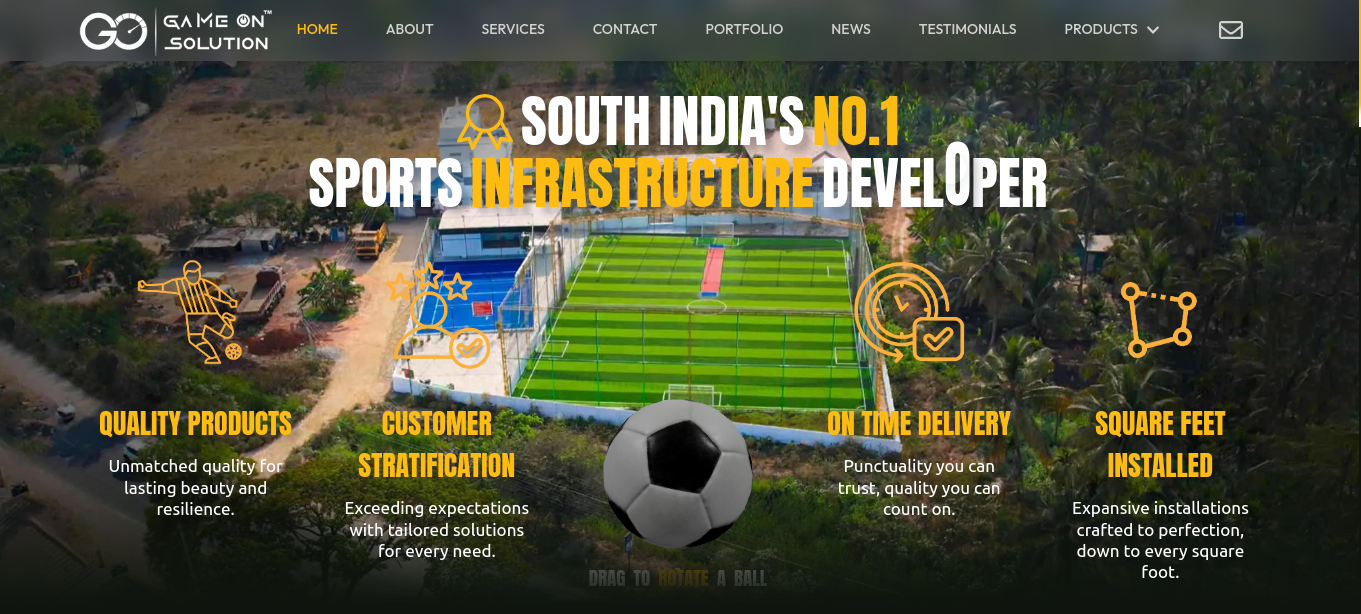 GO GAME ON™
SOLUTION
HOME ABOUT SERVICES CONTACT PORTFOLIO NEWS TESTIMONIALS PRODUCTS
SOUTH INDIA'S NO.1
SPORTS INFRASTRUCTURE DEVELOPER
QUALITY PRODUCTS
Unmatched quality for
lasting beauty and
resilience.
CUSTOMER
STRATIFICATION
Exceeding expectations
with tailored solutions
for every need.
ON TIME DELIVERY
Punctuality you can
trust, quality you can
count on.
SQUARE FEET
INSTALLED
Expansive installations
crafted to perfection,
down to every square
foot.
DRAG TO ROTATE A BALL